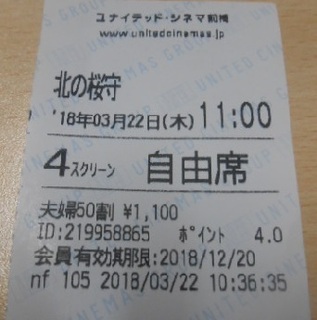 ユナイテッド・シネマ前橋
www.unitedcinemas.jp
北の桜守
'18年03月22日(木) 11:00
4スクリーン 自由席
夫婦50割 ¥1,100
ID:219958865 ポイント 4.0
会員有効期限:2018/12/20
nf 105 2018/03/22 10:36:35